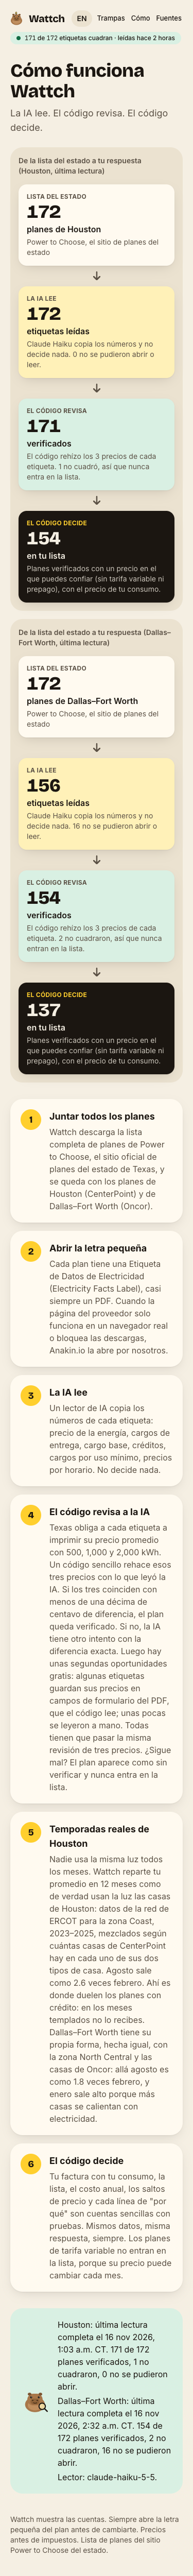 Wattch EN Trampas Cómo Fuentes
171 de 172 etiquetas cuadran · leídas hace 2 horas
Cómo funciona
Wattch
La IA lee. El código revisa. El código
decide.
De la lista del estado a tu respuesta
(Houston, última lectura)
LISTA DEL ESTADO
172
planes de Houston
Power to Choose, el sitio de planes del
estado
LA IA LEE
172
etiquetas leídas
Claude Haiku copia los números y no
decide nada. 0 no se pudieron abrir o
leer.
EL CÓDIGO REVISA
171
verificados
El código rehízo los 3 precios de cada
etiqueta. 1 no cuadró, así que nunca
entra en la lista.
EL CÓDIGO DECIDE
154
en tu lista
Planes verificados con un precio en el
que puedes confiar (sin tarifa variable ni
prepago), con el precio de tu consumo.
De la lista del estado a tu respuesta (Dallas–
Fort Worth, última lectura)
LISTA DEL ESTADO
172
planes de Dallas–Fort Worth
Power to Choose, el sitio de planes del
estado
LA IA LEE
156
etiquetas leídas
Claude Haiku copia los números y no
decide nada. 16 no se pudieron abrir o
leer.
EL CÓDIGO REVISA
154
verificados
El código rehízo los 3 precios de cada
etiqueta. 2 no cuadraron, así que nunca
entran en la lista.
EL CÓDIGO DECIDE
137
en tu lista
Planes verificados con un precio en el
que puedes confiar (sin tarifa variable ni
prepago), con el precio de tu consumo.
1 Juntar todos los planes
Wattch descarga la lista
completa de planes de Power
to Choose, el sitio oficial de
planes del estado de Texas, y
se queda con los planes de
Houston (CenterPoint) y de
Dallas–Fort Worth (Oncor).
2 Abrir la letra pequeña
Cada plan tiene una Etiqueta
de Datos de Electricidad
(Electricity Facts Label), casi
siempre un PDF. Cuando la
página del proveedor solo
funciona en un navegador real
o bloquea las descargas,
Anakin.io la abre por nosotros.
3 La IA lee
Un lector de IA copia los
números de cada etiqueta:
precio de la energía, cargos de
entrega, cargo base, créditos,
cargos por uso mínimo, precios
por horario. No decide nada.
4 El código revisa a la IA
Texas obliga a cada etiqueta a
imprimir su precio promedio
con 500, 1,000 y 2,000 kWh.
Un código sencillo rehace esos
tres precios con lo que leyó la
IA. Si los tres coinciden con
menos de una décima de
centavo de diferencia, el plan
queda verificado. Si no, la IA
tiene otro intento con la
diferencia exacta. Luego hay
unas segundas oportunidades
gratis: algunas etiquetas
guardan sus precios en
campos de formulario del PDF,
que el código lee; unas pocas
se leyeron a mano. Todas
tienen que pasar la misma
revisión de tres precios. ¿Sigue
mal? El plan aparece como sin
verificar y nunca entra en la
lista.
5 Temporadas reales de
Houston
Nadie usa la misma luz todos
los meses. Wattch reparte tu
promedio en 12 meses como
de verdad usan la luz las casas
de Houston: datos de la red de
ERCOT para la zona Coast,
2023–2025, mezclados según
cuántas casas de CenterPoint
hay en cada uno de sus dos
tipos de casa. Agosto sale
como 2.6 veces febrero. Ahí es
donde duelen los planes con
crédito: en los meses
templados no lo recibes.
Dallas–Fort Worth tiene su
propia forma, hecha igual, con
la zona North Central y las
casas de Oncor: allá agosto es
como 1.8 veces febrero, y
enero sale alto porque más
casas se calientan con
electricidad.
6 El código decide
Tu factura con tu consumo, la
lista, el costo anual, los saltos
de precio y cada línea de "por
qué" son cuentas sencillas con
pruebas. Mismos datos, misma
respuesta, siempre. Los planes
de tarifa variable no entran en
la lista, porque su precio puede
cambiar cada mes.
Houston: última lectura
completa el 16 nov 2026,
1:03 a.m. CT. 171 de 172
planes verificados, 1 no
cuadraron, 0 no se pudieron
abrir.
Dallas–Fort Worth: última
lectura completa el 16 nov
2026, 2:32 a.m. CT. 154 de
172 planes verificados, 2 no
cuadraron, 16 no se pudieron
abrir.
Lector: claude-haiku-5-5.
Wattch muestra las cuentas. Siempre abre la letra
pequeña del plan antes de cambiarte. Precios
antes de impuestos. Lista de planes del sitio
Power to Choose del estado.